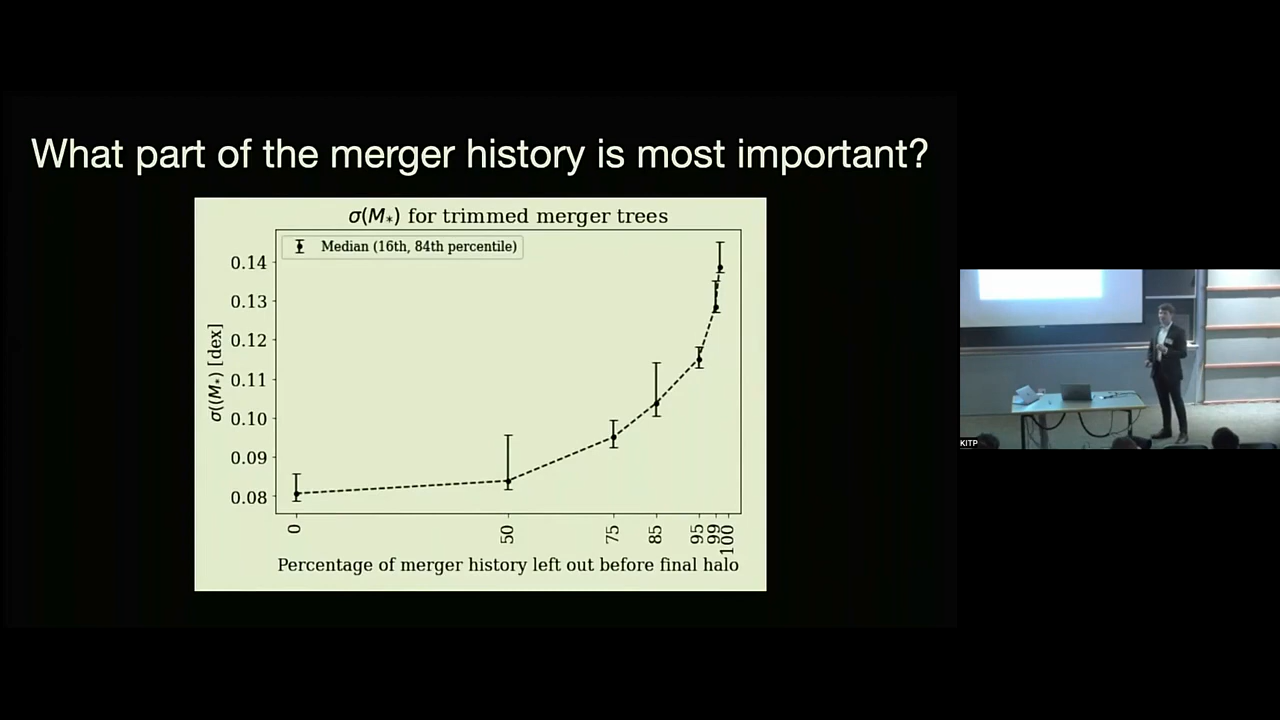 What part of the merger history is most important?
σ(M*) for trimmed merger trees
Median (16th, 84th percentile)
σ((M*) [dex]
0.14
0.13
0.12
0.11
0.10
0.09
0.08
0
50
75
85
95
99
100
Percentage of merger history left out before final halo
KITP